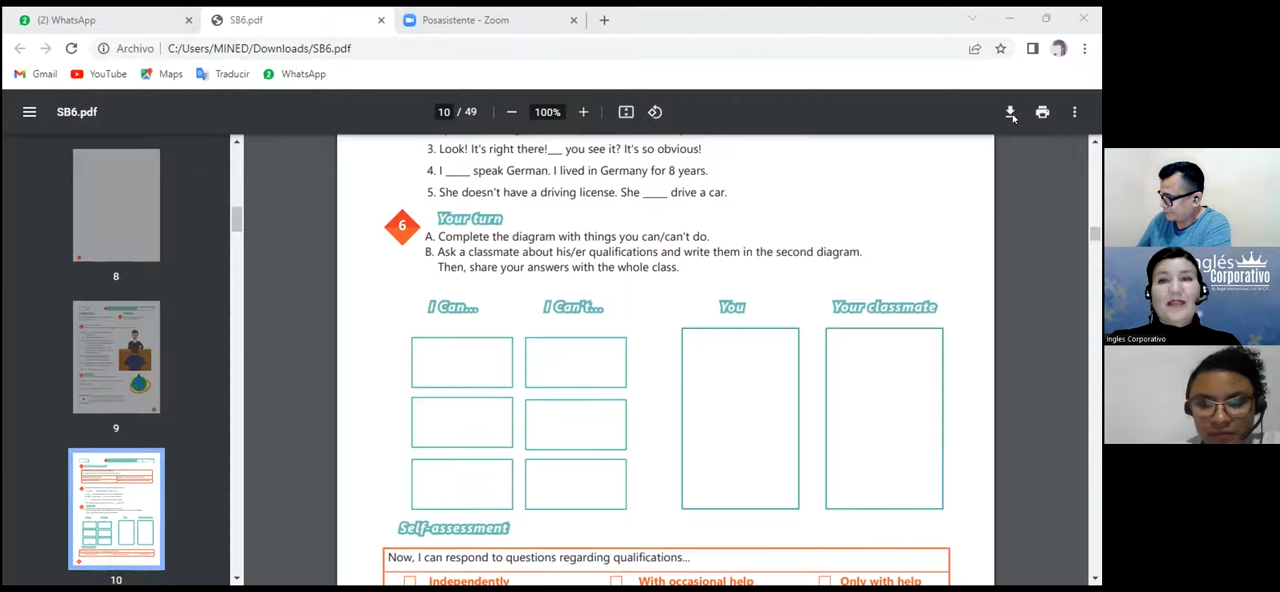 (2) WhatsApp
SB6.pdf
Posasistente - Zoom
Archivo
C:/Users/MINED/Downloads/SB6.pdf
Gmail
YouTube
Maps
Traducir
WhatsApp
SB6.pdf
10 / 49
100%
8
9
10
3. Look! It's right there!__ you see it? It's so obvious!
4. I ____ speak German. I lived in Germany for 8 years.
5. She doesn't have a driving license. She ____ drive a car.
6
Your turn
A. Complete the diagram with things you can/can't do.
B. Ask a classmate about his/er qualifications and write them in the second diagram.
Then, share your answers with the whole class.
I Can...
I Can't...
You
Your classmate
Self-assessment
Now, I can respond to questions regarding qualifications...
Independently
With occasional help
Only with help
Inglés
Corporativo
Ingles Corporativo